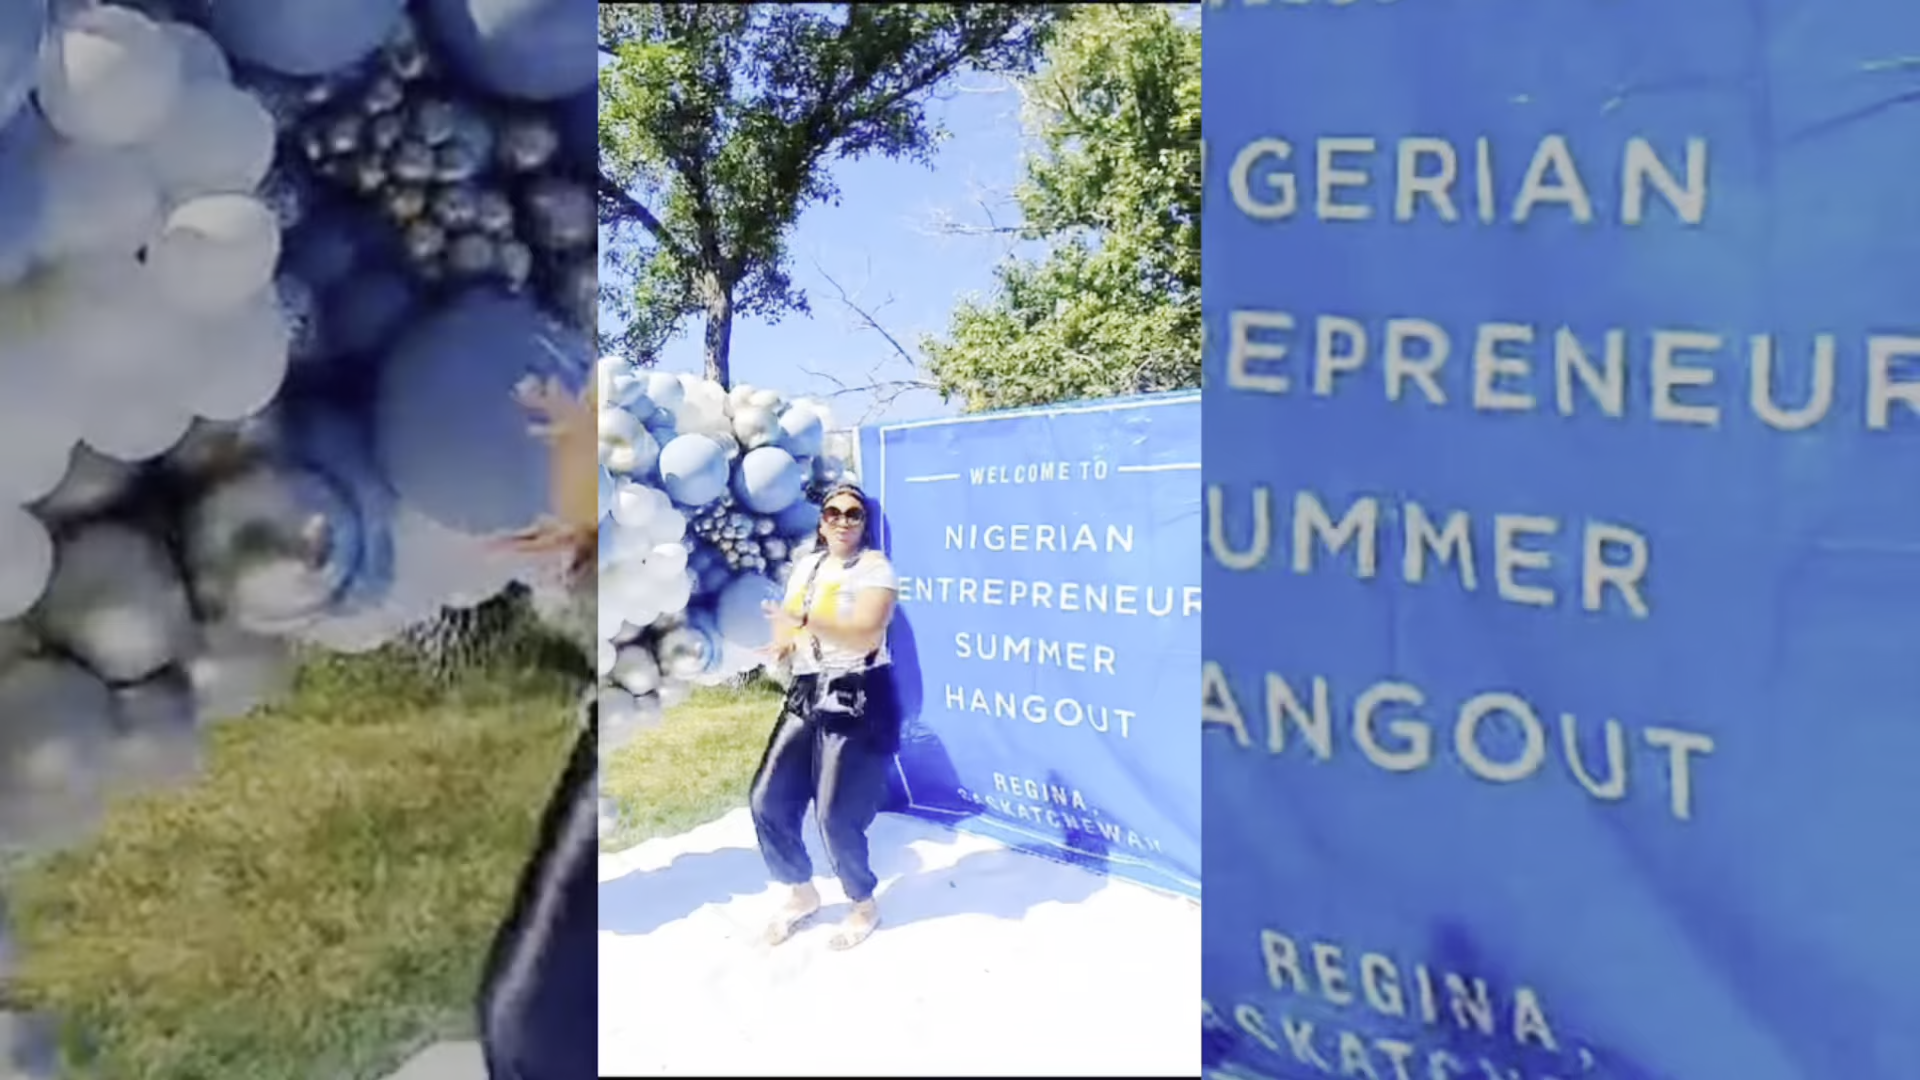 WELCOME TO
NIGERIAN
ENTREPRENEUR
SUMMER
HANGOUT
REGINA,
SASKATCHEWAN
GERIAN
EPRENEUR
UMMER
ANGOUT
REGINA,